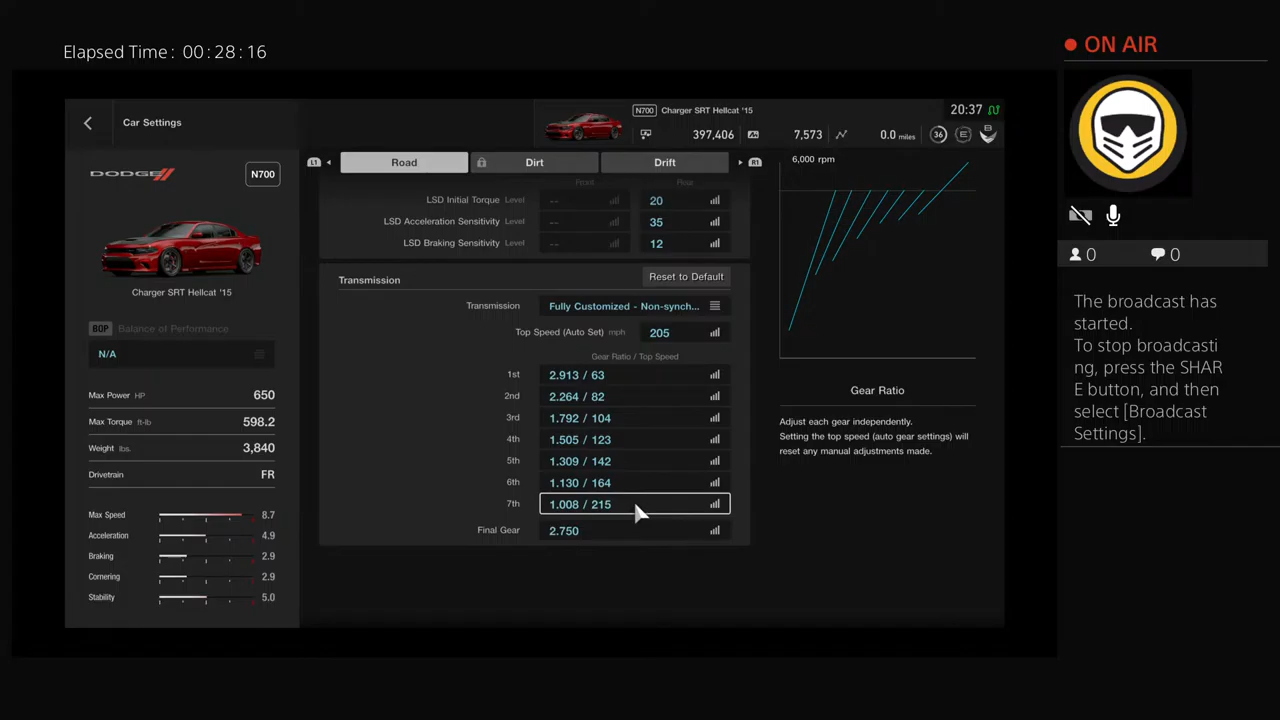 Elapsed Time: 00:28:16
ON AIR
Car Settings
N700 Charger SRT Hellcat '15
20:37
397,406
7,573
0.0 miles
36
E
B
DODGE
N700
L1 Road Dirt Drift R1
Front
LSD Initial Torque Level -- 20
LSD Acceleration Sensitivity Level -- 35
LSD Braking Sensitivity Level -- 12
Charger SRT Hellcat '15
BOP Balance of Performance
N/A
Max Power HP 650
Max Torque ft-lb 598.2
Weight lbs. 3,840
Drivetrain FR
Max Speed 8.7
Acceleration 4.9
Braking 2.9
Cornering 2.9
Stability 5.0
Transmission
Reset to Default
Transmission Fully Customized - Non-synch...
Top Speed (Auto Set) mph 205
Gear Ratio / Top Speed
1st 2.913 / 63
2nd 2.264 / 82
3rd 1.792 / 104
4th 1.505 / 123
5th 1.309 / 142
6th 1.130 / 164
7th 1.008 / 215
Final Gear 2.750
6,000 rpm
Gear Ratio
Adjust each gear independently.
Setting the top speed (auto gear settings) will
reset any manual adjustments made.
0 0
The broadcast has
started.
To stop broadcasti
ng, press the SHAR
E button, and then
select [Broadcast
Settings].